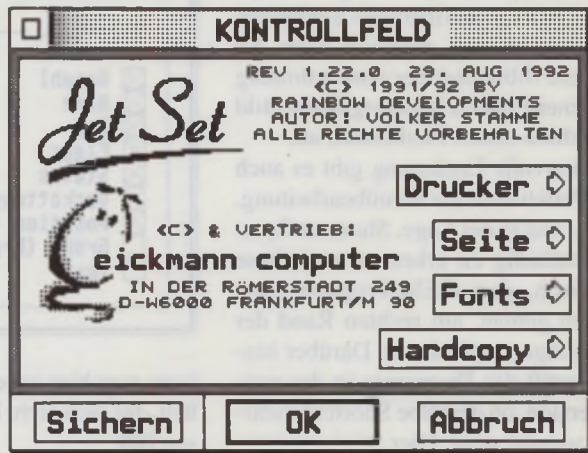 KONTROLLFELD
Jet Set
REV 1.22.0 29. AUG 1992
<C> 1991/92 BY
RAINBOW DEVELOPMENTS
AUTOR: VOLKER STAMME
ALLE RECHTE VORBEHALTEN
Drucker
<C> & VERTRIEB:
eickmann computer
IN DER RÖMERSTADT 249
D-W6000 FRANKFURT/M 90
Seite
Fonts
Hardcopy
Sichern
OK
Abbruch